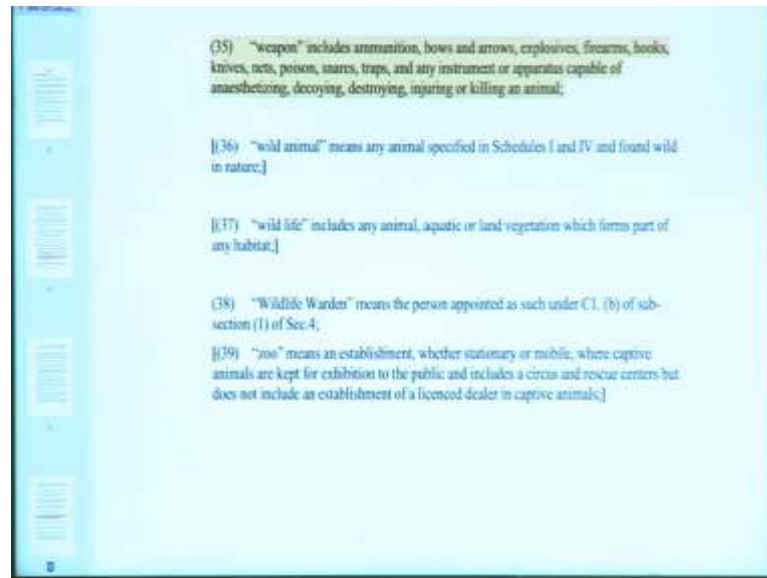 (35) "weapon" includes ammunition, bows and arrows, explosives, firearms, hooks,
knives, nets, poison, snares, traps, and any instrument or apparatus capable of
anaesthetizing, decoying, destroying, injuring or killing an animal;
[(36) "wild animal" means any animal specified in Schedules I and IV and found wild
in nature;]
[(37) "wild life" includes any animal, aquatic or land vegetation which forms part of
any habitat;]
(38) "Wildlife Warden" means the person appointed as such under C1. (b) of sub-
section (1) of Sec.4;
[(39) "zoo" means an establishment, whether stationary or mobile, where captive
animals are kept for exhibition to the public and includes a circus and rescue centers but
does not include an establishment of a licenced dealer in captive animals;]